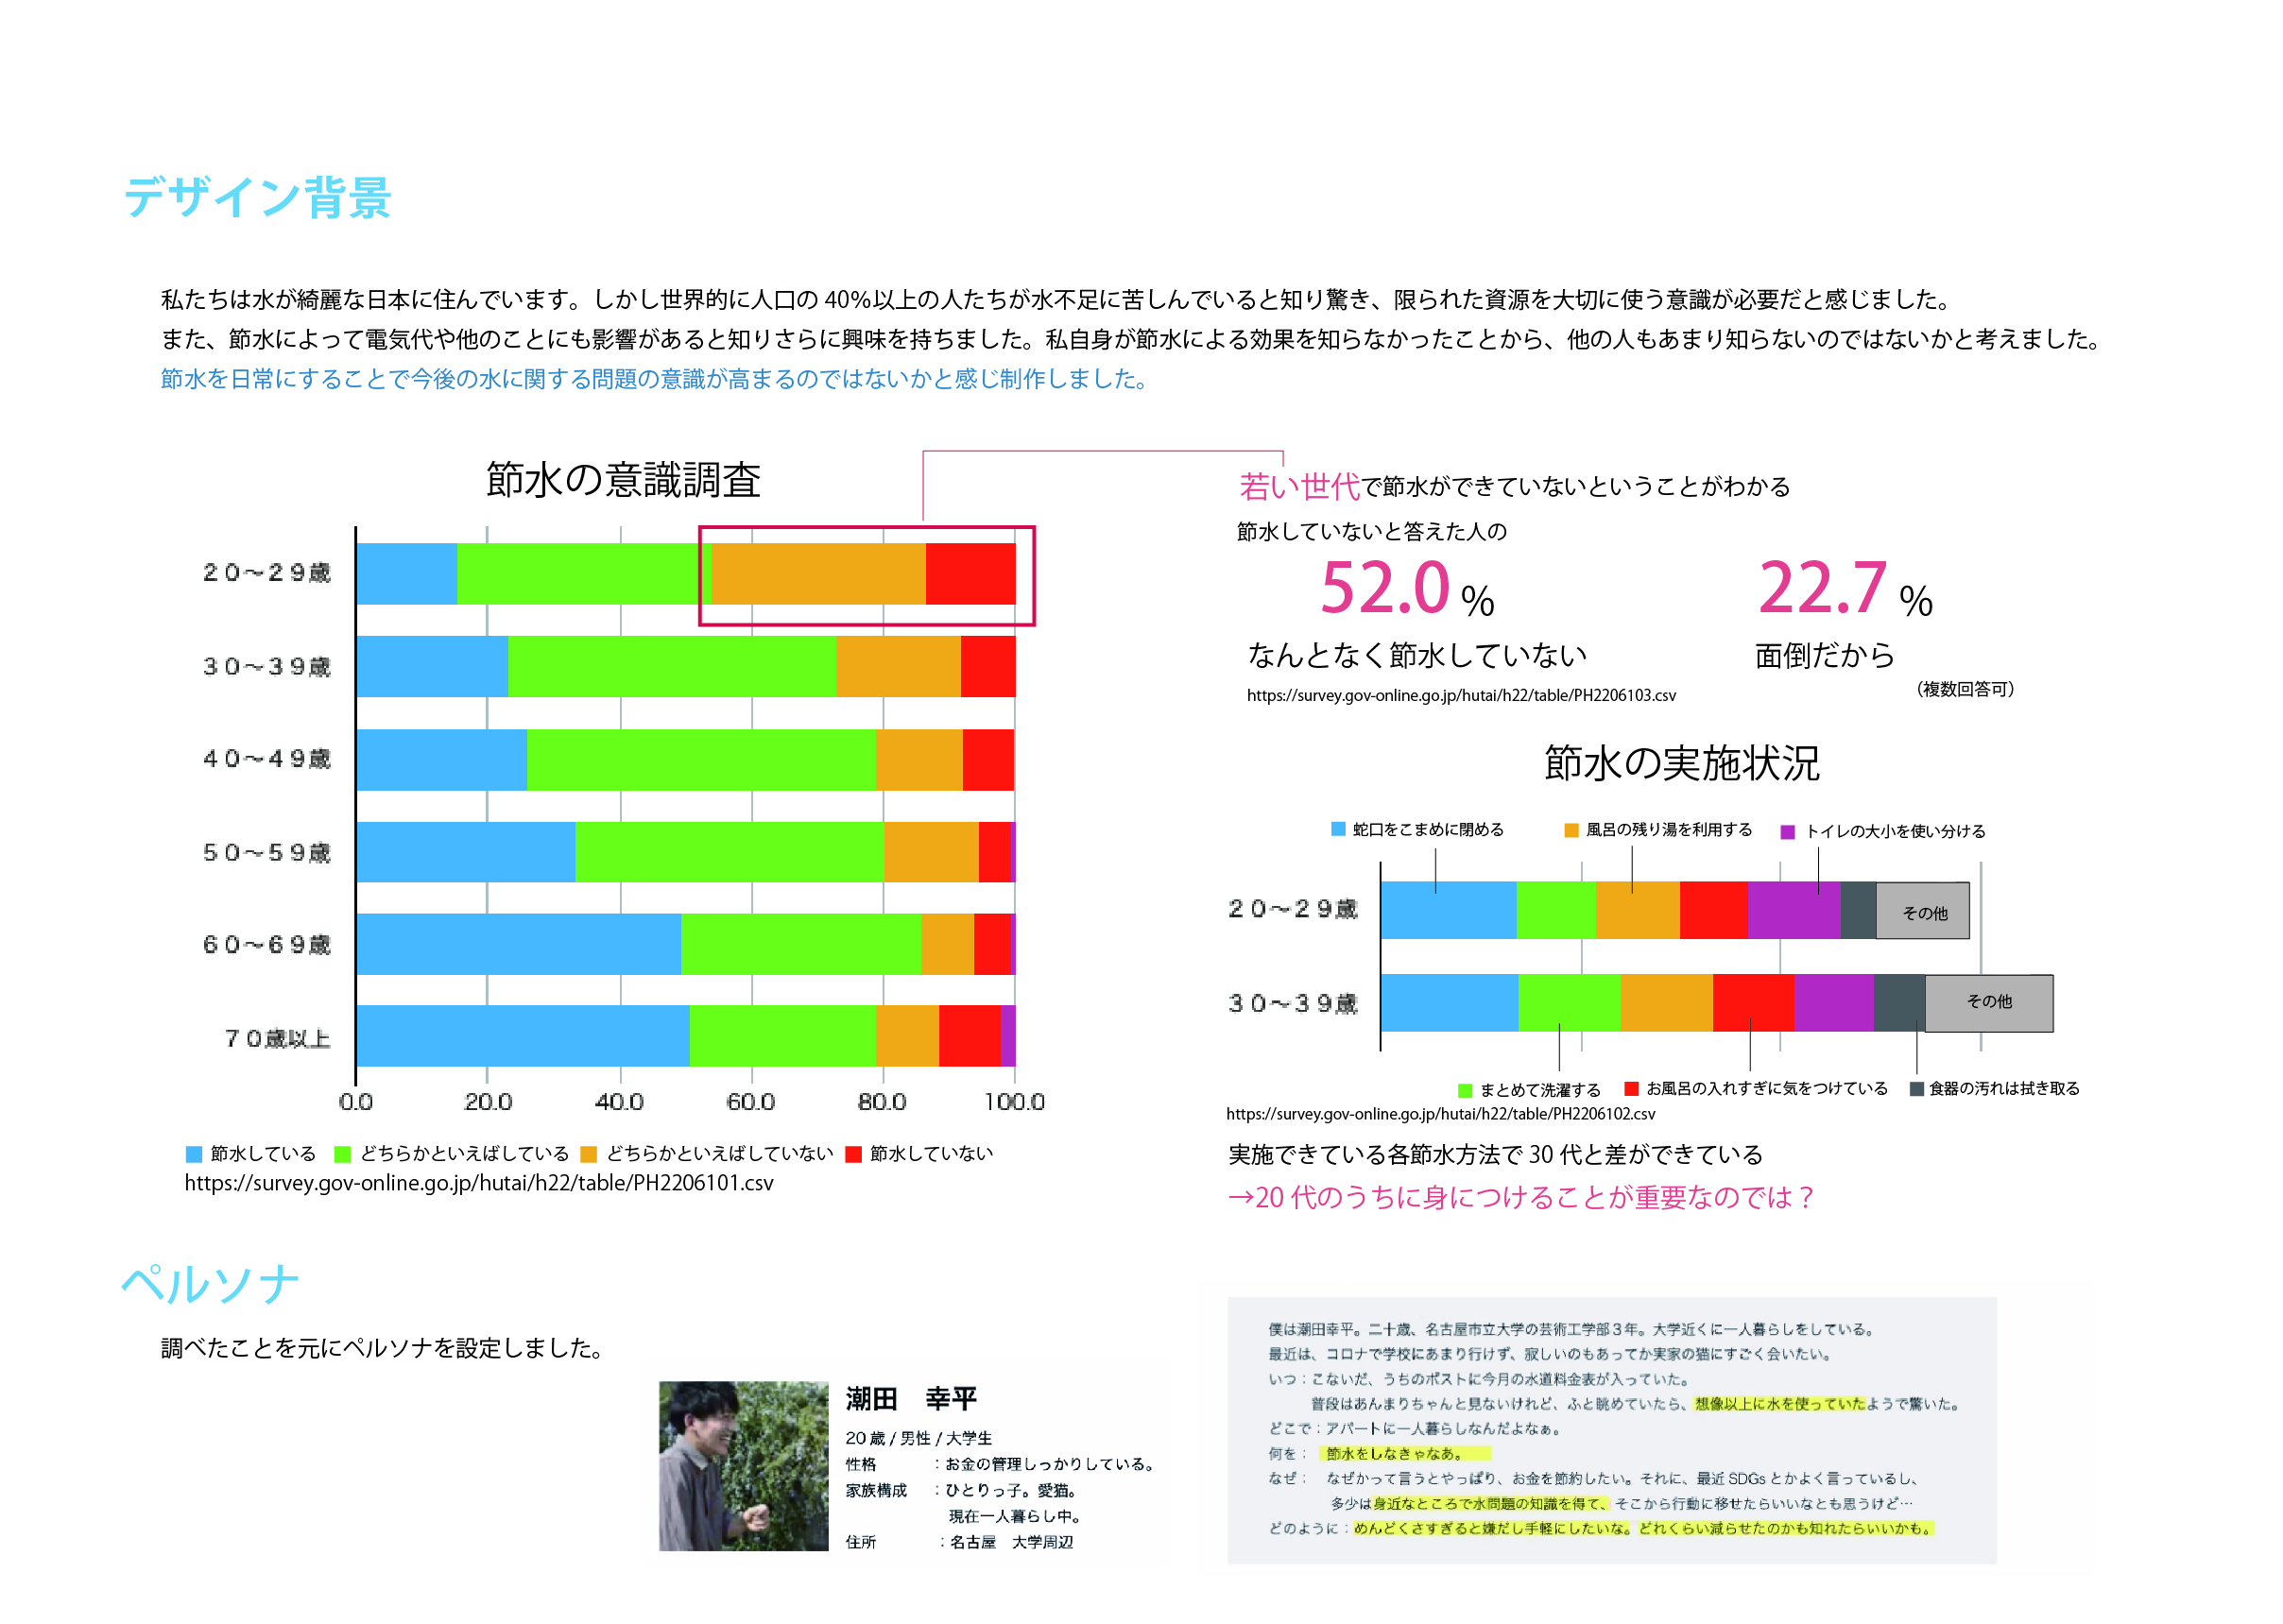 デザイン背景
私たちは水が綺麗な日本に住んでいます。しかし世界的に人口の 40%以上の人たちが水不足に苦しんでいると知り驚き、限られた資源を大切に使う意識が必要だと感じました。
また、節水によって電気代や他のことにも影響があると知りさらに興味を持ちました。私自身が節水による効果を知らなかったことから、他の人もあまり知らないのではないかと考えました。
節水を日常にすることで今後の水に関する問題の意識が高まるのではないかと感じ制作しました。
節水の意識調査
20～29歳
30～39歳
40～49歳
50～59歳
60～69歳
70歳以上
0.0 20.0 40.0 60.0 80.0 100.0
節水している どちらかといえばしている どちらかといえばしていない 節水していない
https://survey.gov-online.go.jp/hutai/h22/table/PH2206101.csv
若い世代で節水ができていないということがわかる
節水していないと答えた人の
52.0 % 22.7 %
なんとなく節水していない 面倒だから
（複数回答可）
https://survey.gov-online.go.jp/hutai/h22/table/PH2206103.csv
節水の実施状況
蛇口をこまめに閉める 風呂の残り湯を利用する トイレの大小を使い分ける
20～29歳 その他
30～39歳 その他
まとめて洗濯する お風呂の入れすぎに気をつけている 食器の汚れは拭き取る
https://survey.gov-online.go.jp/hutai/h22/table/PH2206102.csv
実施できている各節水方法で 30 代と差ができている
→20 代のうちに身につけることが重要なのでは？
ペルソナ
調べたことを元にペルソナを設定しました。
潮田　幸平
20 歳 / 男性 / 大学生
性格 ：お金の管理しっかりしている。
家族構成 ：ひとりっ子。愛猫。
現在一人暮らし中。
住所 ：名古屋　大学周辺
僕は潮田幸平。二十歳、名古屋市立大学の芸術工学部３年。大学近くに一人暮らしをしている。
最近は、コロナで学校にあまり行けず、寂しいのもあってか実家の猫にすごく会いたい。
いつ：こないだ、うちのポストに今月の水道料金表が入っていた。
普段はあんまりちゃんと見ないけれど、ふと眺めていたら、想像以上に水を使っていたようで驚いた。
どこで：アパートに一人暮らしなんだよなぁ。
何を： 節水をしなきゃなあ。
なぜ： なぜかって言うとやっぱり、お金を節約したい。それに、最近 SDGs とかよく言っているし、
多少は身近なところで水問題の知識を得て、そこから行動に移せたらいいなとも思うけど…
どのように：めんどくさすぎると嫌だし手軽にしたいな。どれくらい減らせたのかも知れたらいいかも。